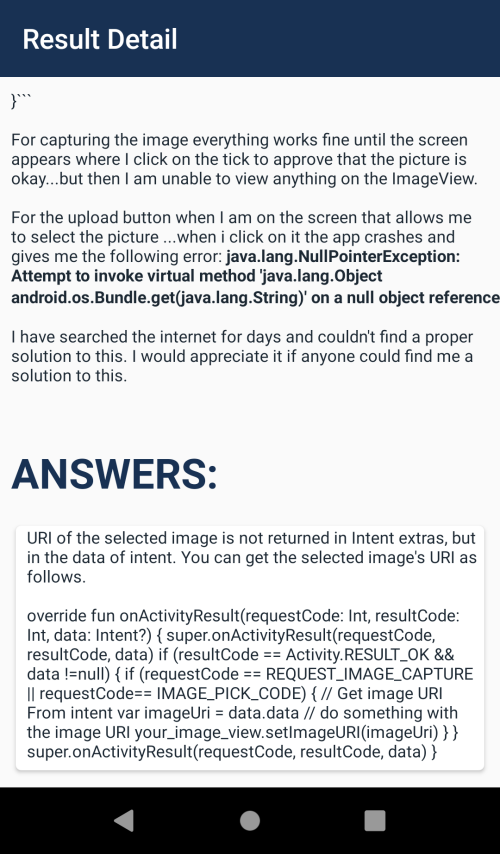 Result Detail
}```
For capturing the image everything works fine until the screen
appears where I click on the tick to approve that the picture is
okay...but then I am unable to view anything on the ImageView.
For the upload button when I am on the screen that allows me
to select the picture ...when i click on it the app crashes and
gives me the following error: java.lang.NullPointerException:
Attempt to invoke virtual method 'java.lang.Object
android.os.Bundle.get(java.lang.String)' on a null object reference
I have searched the internet for days and couldn't find a proper
solution to this. I would appreciate it if anyone could find me a
solution to this.
ANSWERS:
URI of the selected image is not returned in Intent extras, but
in the data of intent. You can get the selected image's URI as
follows.
override fun onActivityResult(requestCode: Int, resultCode:
Int, data: Intent?) { super.onActivityResult(requestCode,
resultCode, data) if (resultCode == Activity.RESULT_OK &&
data !=null) { if (requestCode == REQUEST_IMAGE_CAPTURE
|| requestCode== IMAGE_PICK_CODE) { // Get image URI
From intent var imageUri = data.data // do something with
the image URI your_image_view.setImageURI(imageUri) } }
super.onActivityResult(requestCode, resultCode, data) }